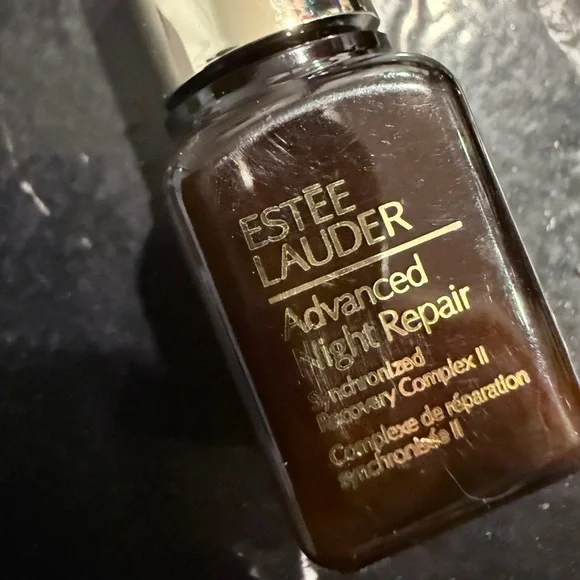 ESTĒE
LAUDER
Advanced
Night Repair
Synchronized
Recovery Complex II
Complexe de réparation
synchronisée II